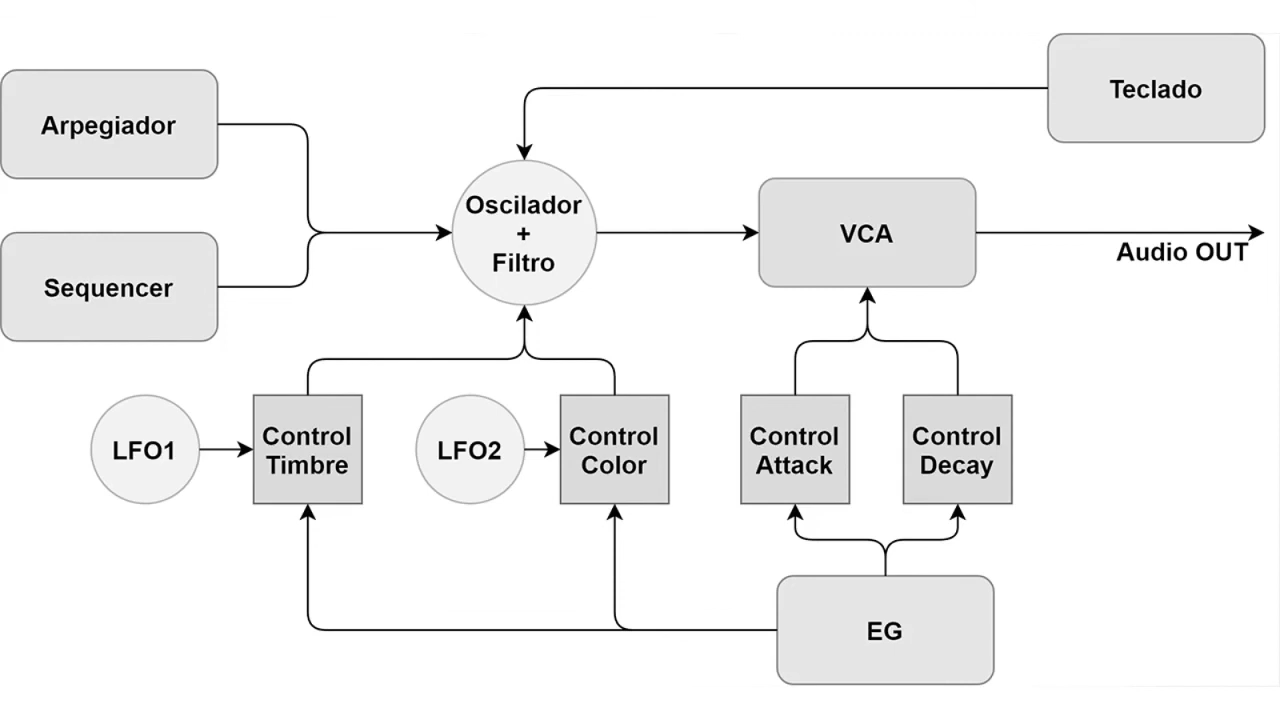 Teclado
Arpegiador
Oscilador
+
Filtro
VCA
Audio OUT
Sequencer
LFO1
Control
Timbre
LFO2
Control
Color
Control
Attack
Control
Decay
EG